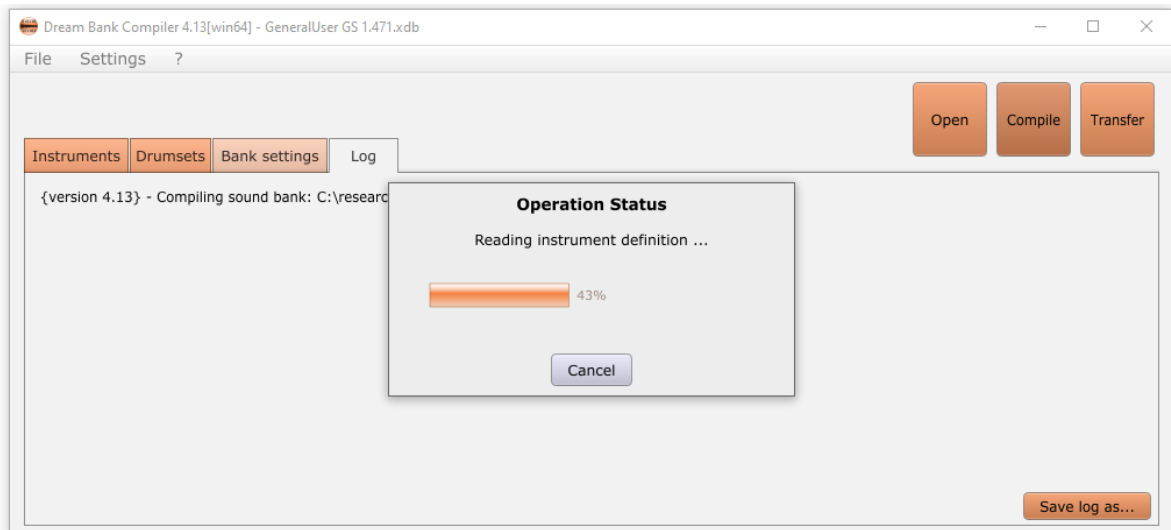 Dream Bank Compiler 4.13[win64] - GeneralUser GS 1.471.xdb
File Settings ?
Open Compile Transfer
Instruments Drumsets Bank settings Log
{version 4.13} - Compiling sound bank: C:\researc
Operation Status
Reading instrument definition ...
43%
Cancel
Save log as...